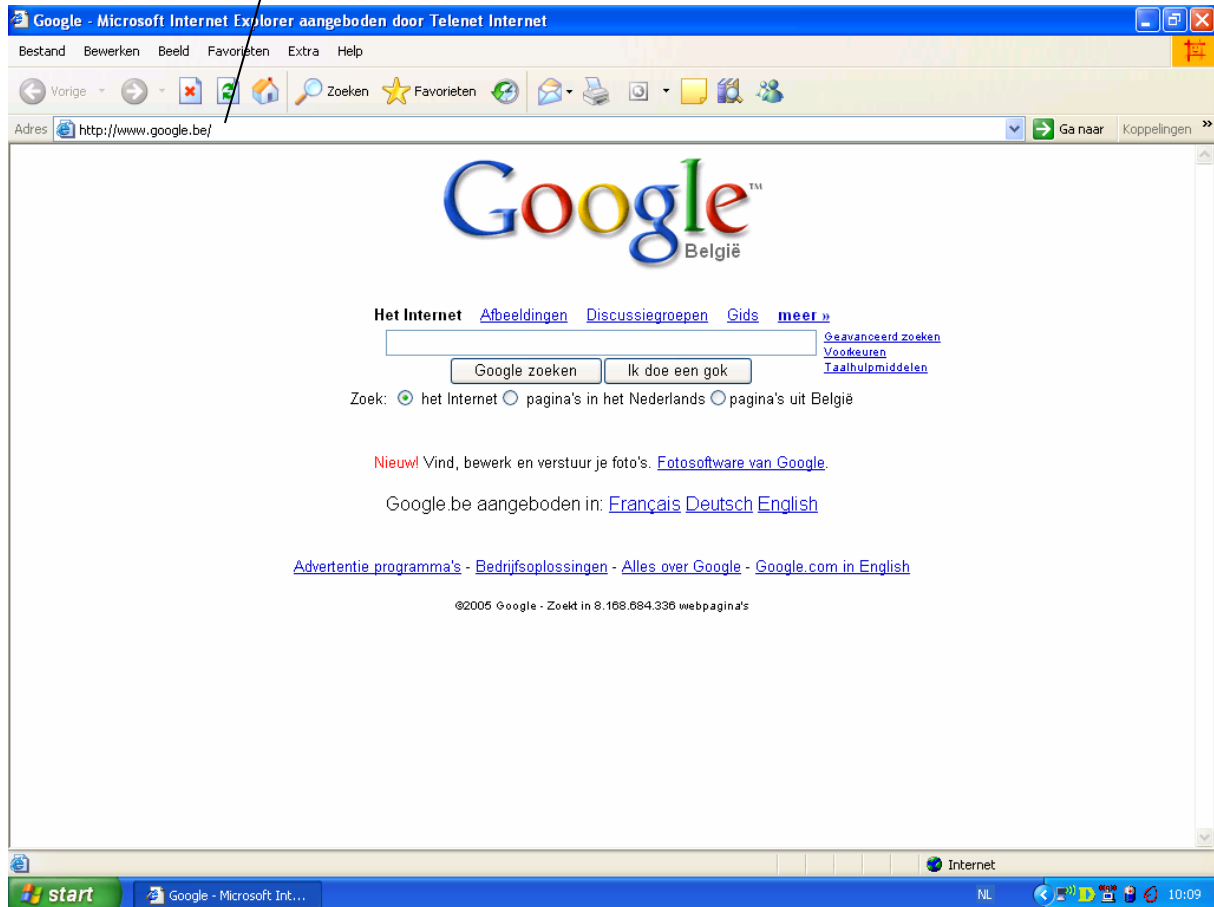 Google - Microsoft Internet Explorer aangeboden door Telenet Internet
Bestand Bewerken Beeld Favorieten Extra Help
Vorige Zoeken Favorieten
Adres http://www.google.be/ Ga naar Koppelingen »
Google™
België
Het Internet Afbeeldingen Discussiegroepen Gids meer »
Geavanceerd zoeken
Voorkeuren
Taalhulpmiddelen
Google zoeken Ik doe een gok
Zoek: het Internet pagina's in het Nederlands pagina's uit België
Nieuw! Vind, bewerk en verstuur je foto's. Fotosoftware van Google.
Google.be aangeboden in: Français Deutsch English
Advertentie programma's - Bedrijfsoplossingen - Alles over Google - Google.com in English
©2005 Google - Zoekt in 8.168.684.336 webpagina's
Internet
start Google - Microsoft Int... NL 10:09